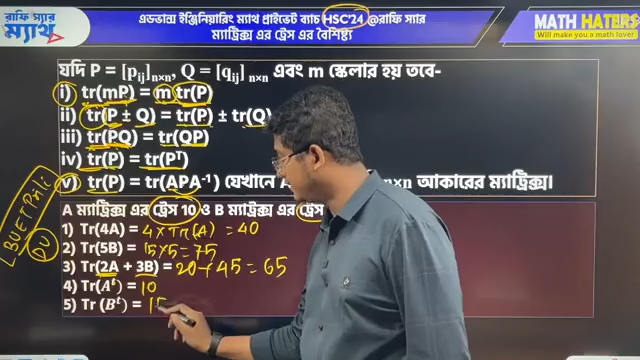 রাফি স্যার
ম্যাথ
এডভান্স ইঞ্জিনিয়ারিং ম্যাথ প্রাইভেট ব্যাচ HSC'24 @রাফি স্যার
ম্যাট্রিক্স এর ট্রেস এর বৈশিষ্ট্য
MATH HATERS
Will make you a math lover
যদি P = [pij]n×n, Q = [qij] n×n এবং m স্কেলার হয় তবে-
i) tr(mP) = m tr(P)
ii) tr(P ± Q) = tr(P) ± tr(Q)
iii) tr(PQ) = tr(QP)
iv) tr(P) = tr(Pᵀ)
v) tr(P) = tr(APA⁻¹) যেখানে A n×n আকারের ম্যাট্রিক্স।
BUET Preli
DU
A ম্যাট্রিক্স এর ট্রেস 10 ও B ম্যাট্রক্স এর ট্রেস
1) Tr(4A) = 4×Tr(A) = 40
2) Tr(5B) = 15×5 = 75
3) Tr(2A + 3B) = 20+45 = 65
4) Tr(Aᵗ) = 10
5) Tr (Bᵗ) = 15